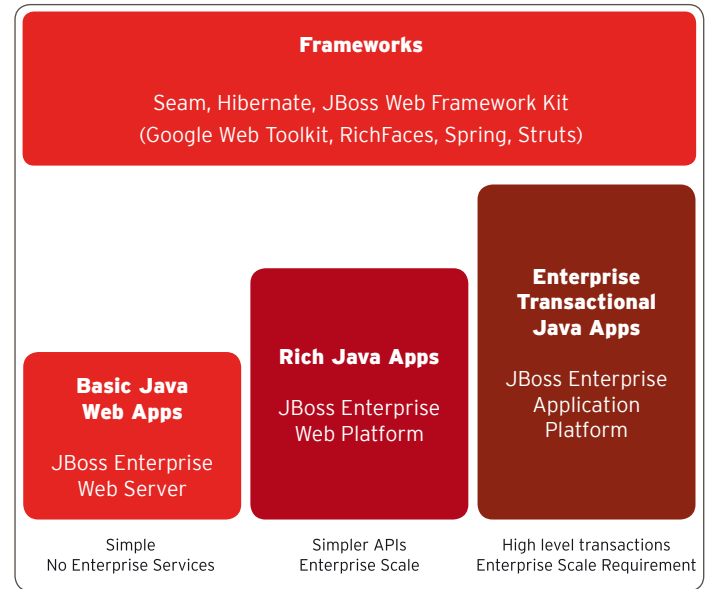 Frameworks
Seam, Hibernate, JBoss Web Framework Kit
(Google Web Toolkit, RichFaces, Spring, Struts)
Basic Java
Web Apps
JBoss Enterprise
Web Server
Simple
No Enterprise Services
Rich Java Apps
JBoss Enterprise
Web Platform
Simpler APIs
Enterprise Scale
Enterprise
Transactional
Java Apps
JBoss Enterprise
Application
Platform
High level transactions
Enterprise Scale Requirement